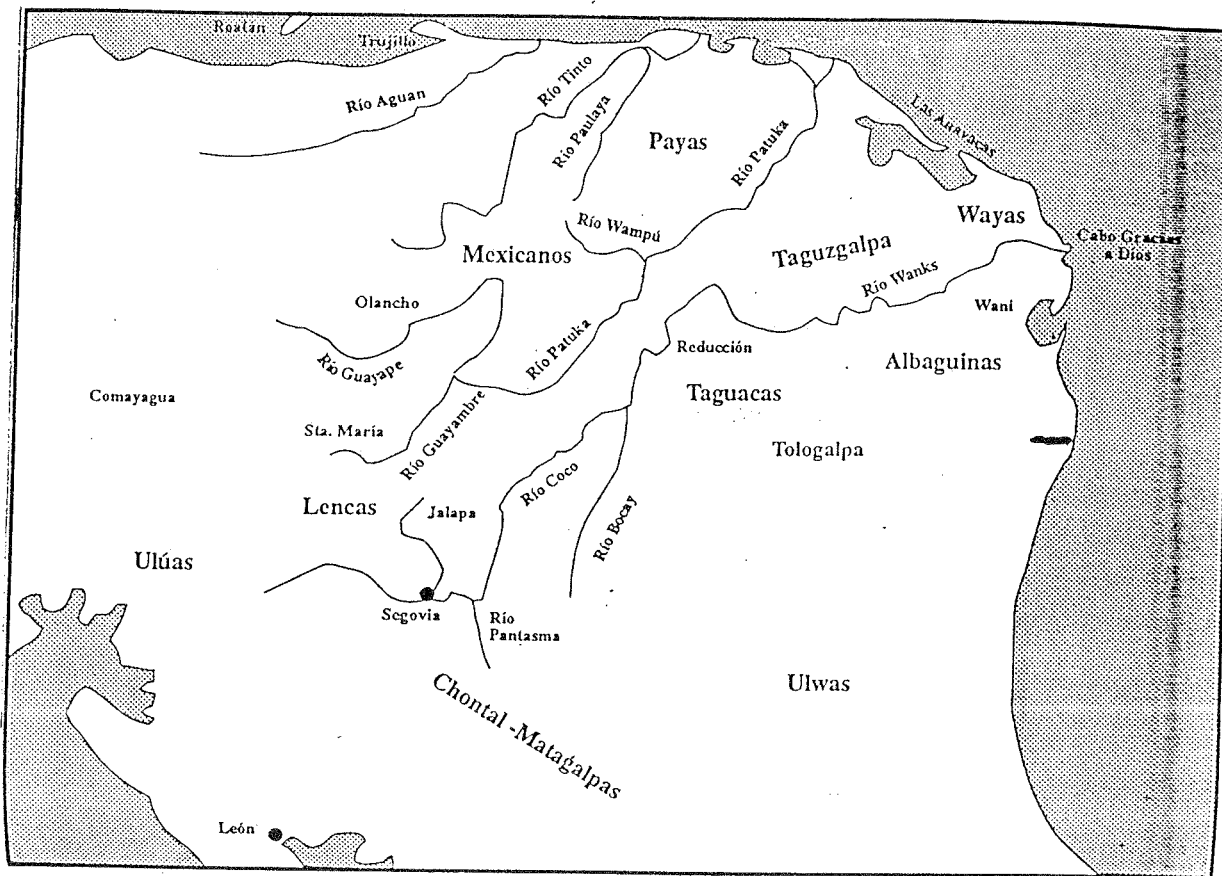 Roatan
Trujillo
Río Aguan
Río Tinto
Río Paulaya
Payas
Río Patuka
Las Anavacas
Wayas
Cabo Gracias
a Dios
Río Wampú
Mexicanos
Taguzgalpa
Río Wanks
Wani
Olancho
Río Guayape
Río Patuka
Reducción
Albaguinas
Comayagua
Taguacas
Sta. María
Río Guayambre
Tologalpa
Río Coco
Lencas
Jalapa
Río Bocay
Ulúas
Segovia
Río
Pantasma
Ulwas
Chontal -Matagalpas
León